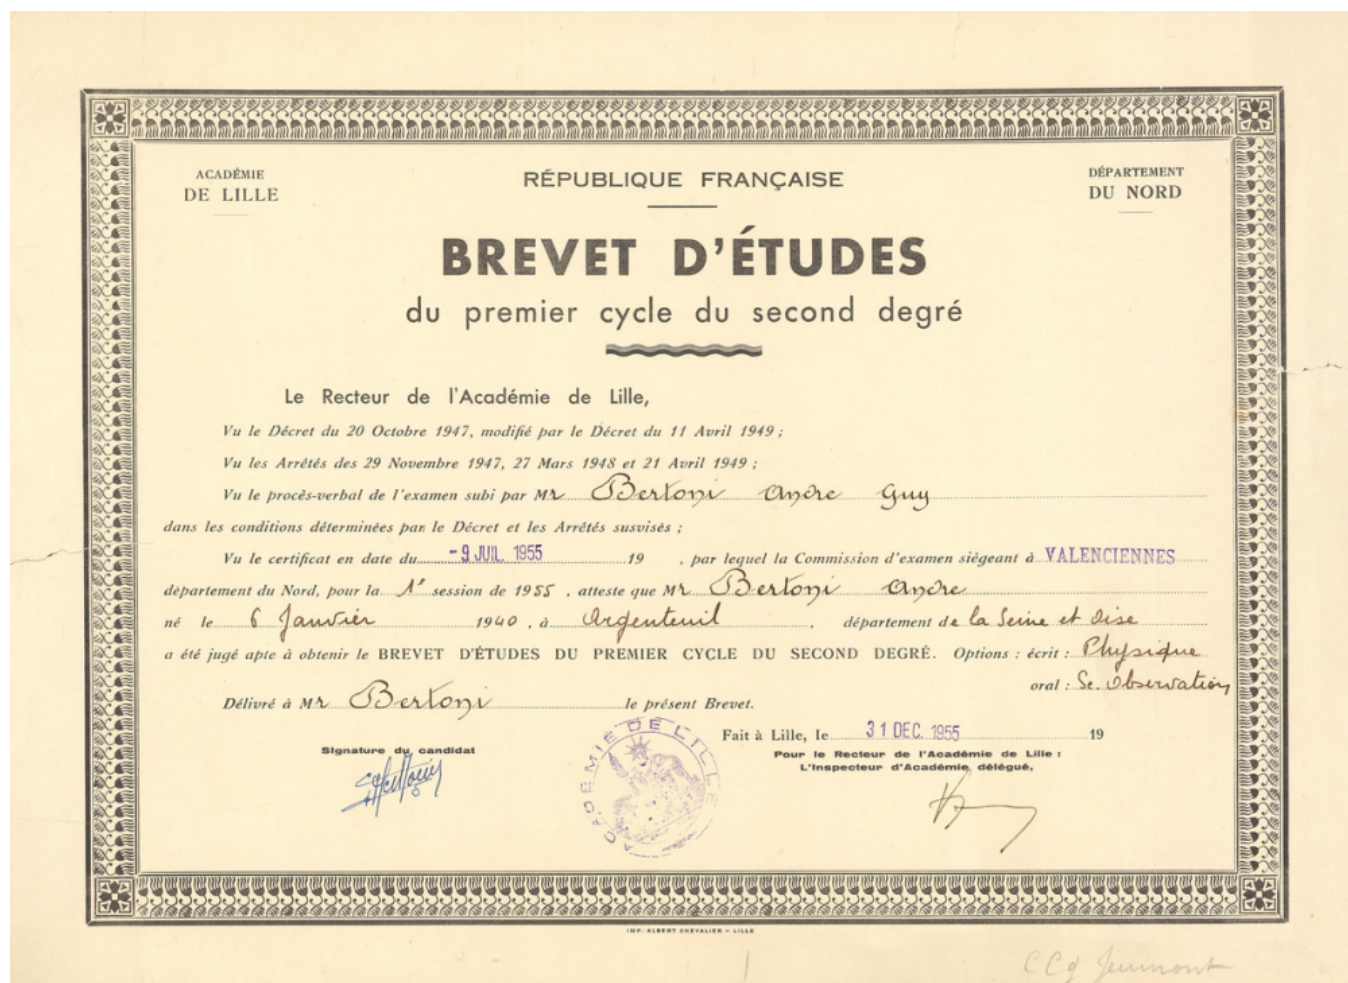 ACADÉMIE
DE LILLE
RÉPUBLIQUE FRANÇAISE
DÉPARTEMENT
DU NORD
BREVET D'ÉTUDES
du premier cycle du second degré
Le Recteur de l'Académie de Lille,
Vu le Décret du 20 Octobre 1947, modifié par le Décret du 11 Avril 1949 ;
Vu les Arrêtés des 29 Novembre 1947, 27 Mars 1948 et 21 Avril 1949 ;
Vu le procès-verbal de l'examen subi par Mr Bertoni Andre Guy
dans les conditions déterminées par le Décret et les Arrêtés susvisés ;
Vu le certificat en date du -9 JUIL. 1955 19 , par lequel la Commission d'examen siégeant à VALENCIENNES
département du Nord, pour la 1e session de 1955 , atteste que Mr Bertoni Andre
né le 6 Janvier 1940 , à Argenteuil , département de la Seine et Oise
a été jugé apte à obtenir le BREVET D'ÉTUDES DU PREMIER CYCLE DU SECOND DEGRÉ. Options : écrit : Physique
oral : Sc. Observation
Délivré à Mr Bertoni le présent Brevet.
Fait à Lille, le 31 DEC. 1955 19
Signature du candidat
Pour le Recteur de l'Académie de Lille :
L'Inspecteur d'Académie délégué,
ACADÉMIE DE LILLE
IMP. ALBERT CHEVALIER – LILLE
Jeumont